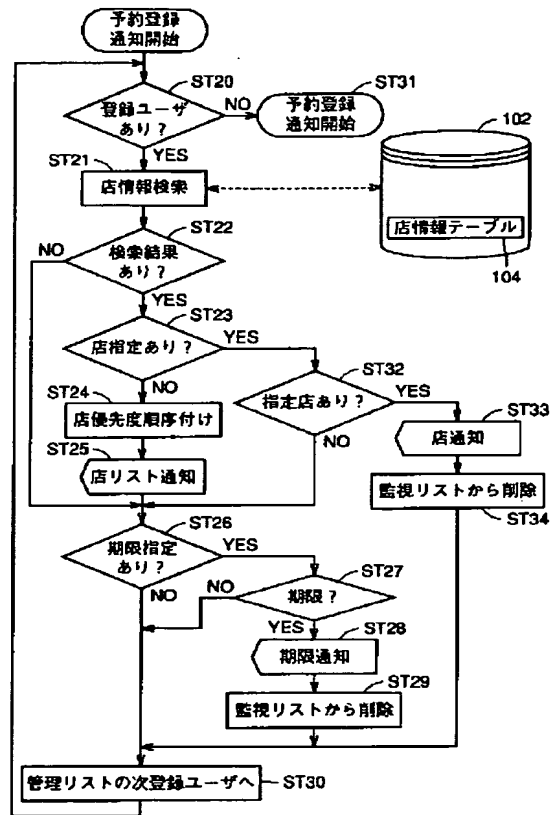 予約登録
通知開始
ST20
登録ユーザ
あり?
NO
ST31
予約登録
通知開始
YES
ST21
店情報検索
102
店情報テーブル
104
ST22
検索結果
あり?
NO
YES
ST23
店指定あり?
YES
NO
ST32
指定店あり?
YES
NO
ST24
店優先度順序付け
ST25
店リスト通知
ST33
店通知
監視リストから削除
ST34
ST26
期限指定
あり?
YES
NO
ST27
期限?
NO
YES
ST28
期限通知
ST29
監視リストから削除
管理リストの次登録ユーザへ
ST30